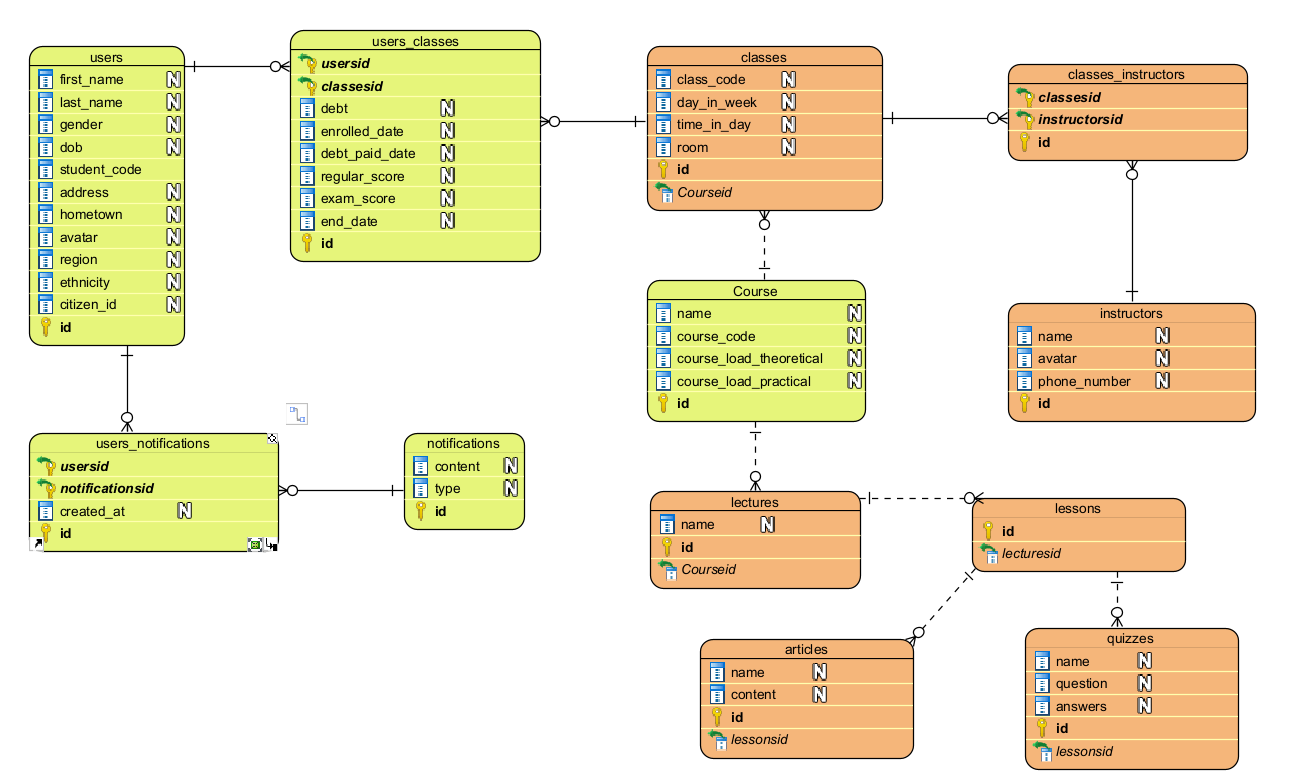 users
first_name N
last_name N
gender N
dob N
student_code
address N
hometown N
avatar N
region N
ethnicity N
citizen_id N
id
users_classes
usersid
classesid
debt N
enrolled_date N
debt_paid_date N
regular_score N
exam_score N
end_date N
id
classes
class_code N
day_in_week N
time_in_day N
room N
id
Courseid
classes_instructors
classesid
instructorsid
id
Course
name N
course_code N
course_load_theoretical N
course_load_practical N
id
instructors
name N
avatar N
phone_number N
id
users_notifications
usersid
notificationsid
created_at N
id
notifications
content N
type N
id
lectures
name N
id
Courseid
lessons
id
lecturesid
articles
name N
content N
id
lessonsid
quizzes
name N
question N
answers N
id
lessonsid